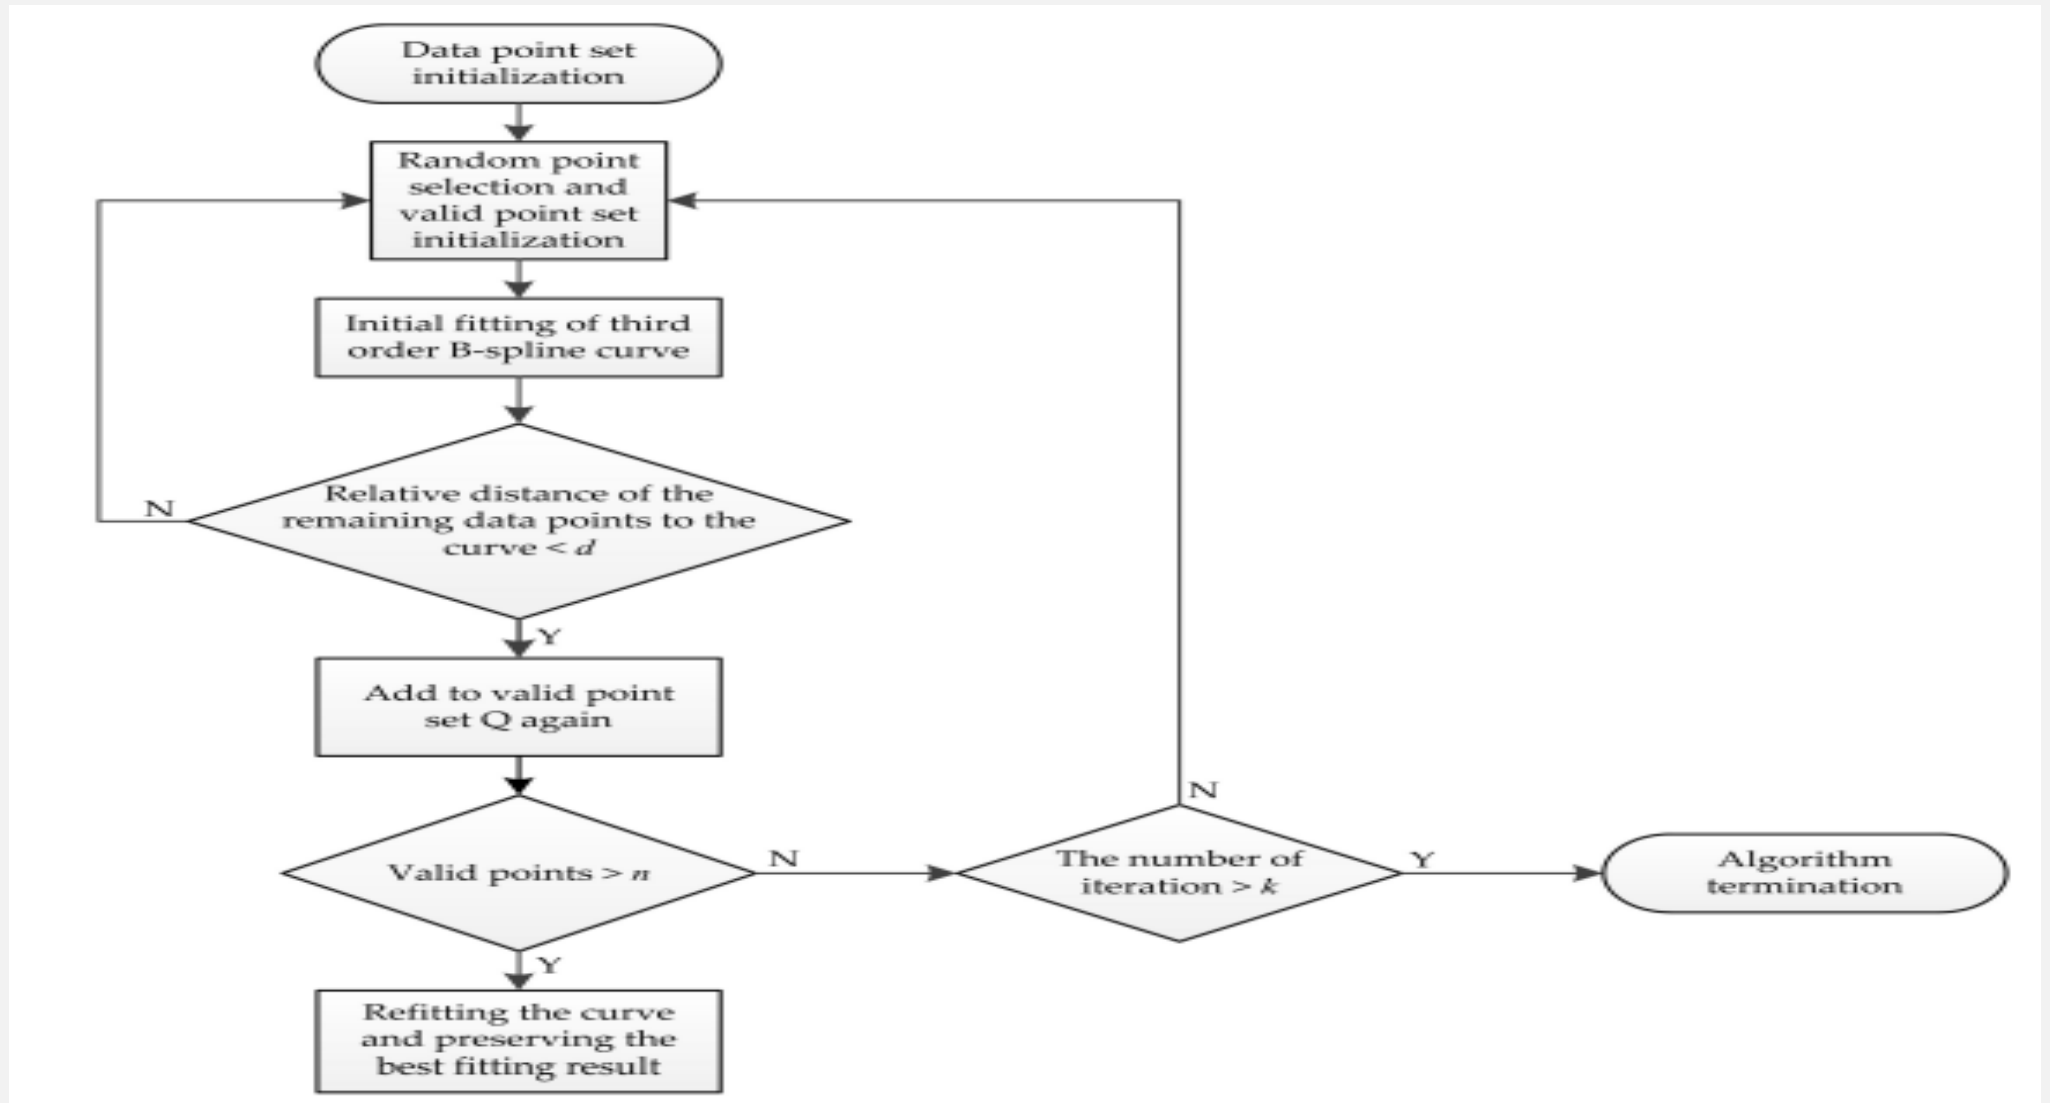 Data point set
initialization
Random point
selection and
valid point set
initialization
Initial fitting of third
order B-spline curve
Relative distance of the
remaining data points to the
curve < d
N
Y
Add to valid point
set Q again
Valid points > n
N
The number of
iteration > k
N
Y
Algorithm
termination
Y
Refitting the curve
and preserving the
best fitting result